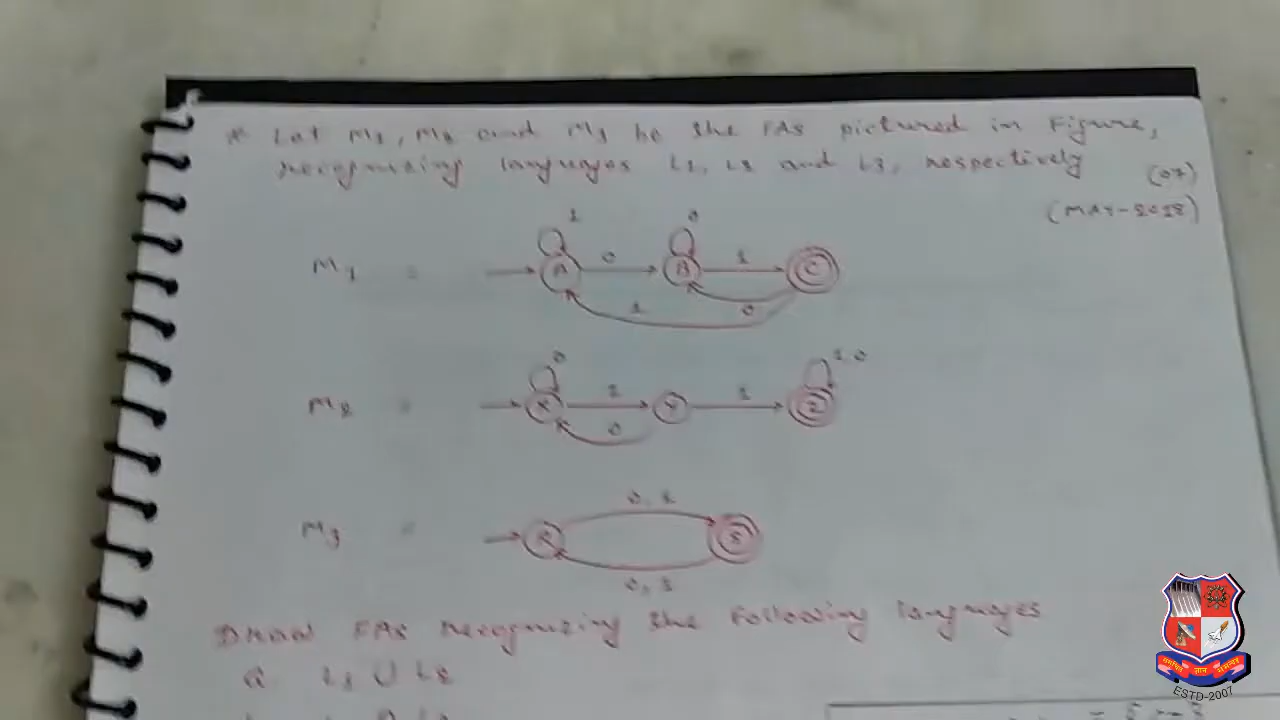 * Let M1, M2 and M3 be the FAs pictured in Figure,
recognizing languages L1, L2 and L3, respectively
(07)
(MAY-2018)
1
0
M1 =
A
0
B
1
C
1
0
0
1,0
M2 =
X
1
Y
1
Z
0
0, 1
M3 =
R
S
0, 1
Draw FAs recognizing the following languages
a. L1 ∪ L2
ESTD-2007